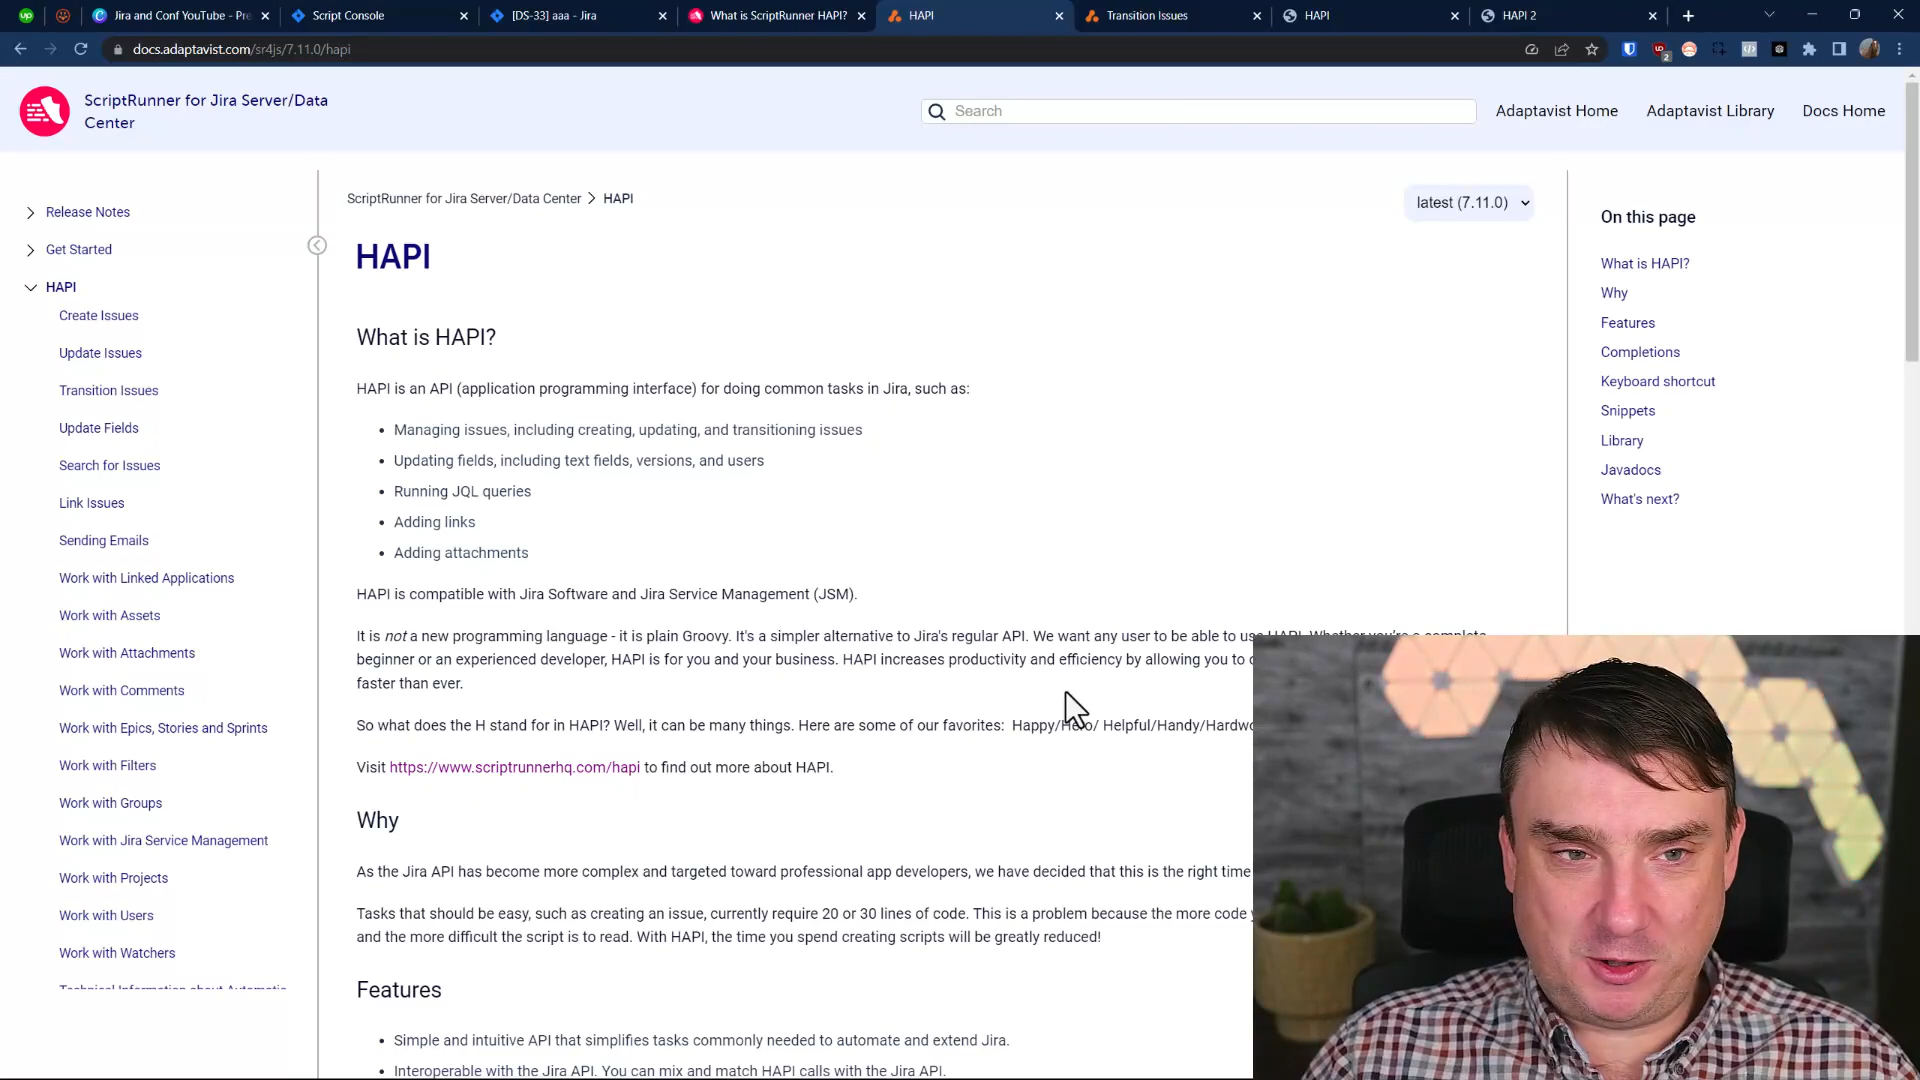 Jira and Conf YouTube - Pre
Script Console
[DS-33] aaa - Jira
What is ScriptRunner HAPI?
HAPI
Transition Issues
HAPI
HAPI 2
docs.adaptavist.com/sr4js/7.11.0/hapi
ScriptRunner for Jira Server/Data
Center
Search
Adaptavist Home
Adaptavist Library
Docs Home
Release Notes
Get Started
HAPI
Create Issues
Update Issues
Transition Issues
Update Fields
Search for Issues
Link Issues
Sending Emails
Work with Linked Applications
Work with Assets
Work with Attachments
Work with Comments
Work with Epics, Stories and Sprints
Work with Filters
Work with Groups
Work with Jira Service Management
Work with Projects
Work with Users
Work with Watchers
ScriptRunner for Jira Server/Data Center > HAPI
latest (7.11.0)
HAPI
What is HAPI?
HAPI is an API (application programming interface) for doing common tasks in Jira, such as:
• Managing issues, including creating, updating, and transitioning issues
• Updating fields, including text fields, versions, and users
• Running JQL queries
• Adding links
• Adding attachments
HAPI is compatible with Jira Software and Jira Service Management (JSM).
It is not a new programming language - it is plain Groovy. It's a simpler alternative to Jira's regular API. We want any user to be able to use HAPI. Whether you're a complete
beginner or an experienced developer, HAPI is for you and your business. HAPI increases productivity and efficiency by allowing you to
faster than ever.
So what does the H stand for in HAPI? Well, it can be many things. Here are some of our favorites: Happy/Hero/ Helpful/Handy/Hardwo
Visit https://www.scriptrunnerhq.com/hapi to find out more about HAPI.
Why
As the Jira API has become more complex and targeted toward professional app developers, we have decided that this is the right time
Tasks that should be easy, such as creating an issue, currently require 20 or 30 lines of code. This is a problem because the more code
and the more difficult the script is to read. With HAPI, the time you spend creating scripts will be greatly reduced!
Features
• Simple and intuitive API that simplifies tasks commonly needed to automate and extend Jira.
• Interoperable with the Jira API. You can mix and match HAPI calls with the Jira API.
On this page
What is HAPI?
Why
Features
Completions
Keyboard shortcut
Snippets
Library
Javadocs
What's next?